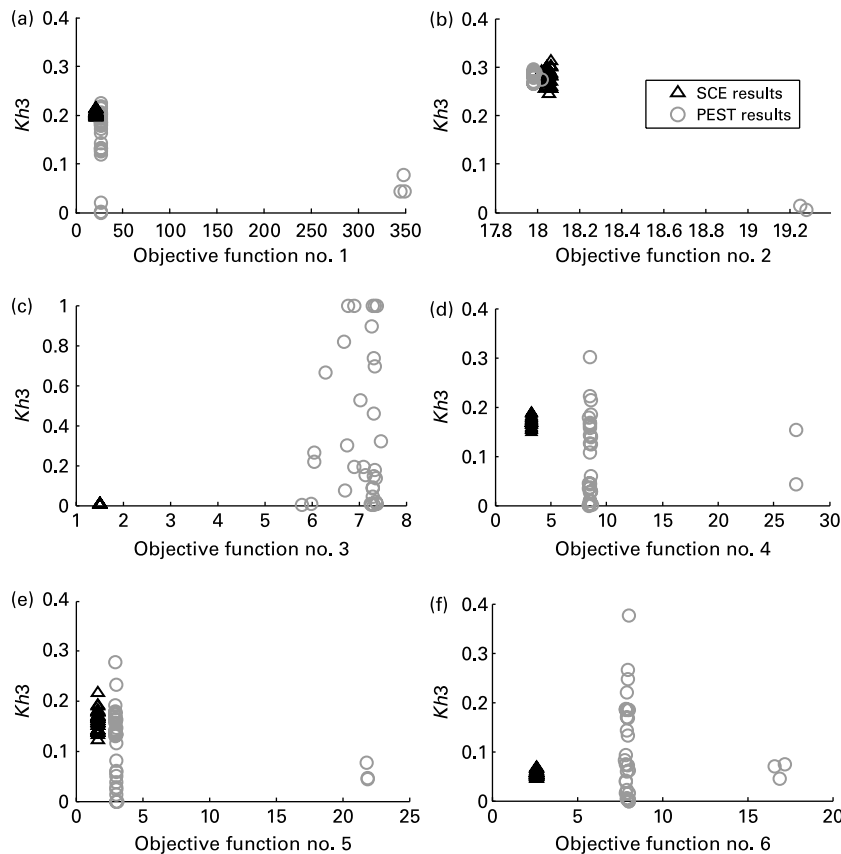 (a)
0.4
0.3
0.2
0.1
0
Kh3
0 50 100 150 200 250 300 350
Objective function no. 1
(b)
0.4
0.3
0.2
0.1
0
Kh3
SCE results
PEST results
17.8 18 18.2 18.4 18.6 18.8 19 19.2
Objective function no. 2
(c)
1
0.8
0.6
0.4
0.2
0
Kh3
1 2 3 4 5 6 7 8
Objective function no. 3
(d)
0.4
0.3
0.2
0.1
0
Kh3
0 5 10 15 20 25 30
Objective function no. 4
(e)
0.4
0.3
0.2
0.1
0
Kh3
0 5 10 15 20 25
Objective function no. 5
(f)
0.4
0.3
0.2
0.1
0
Kh3
0 5 10 15 20
Objective function no. 6